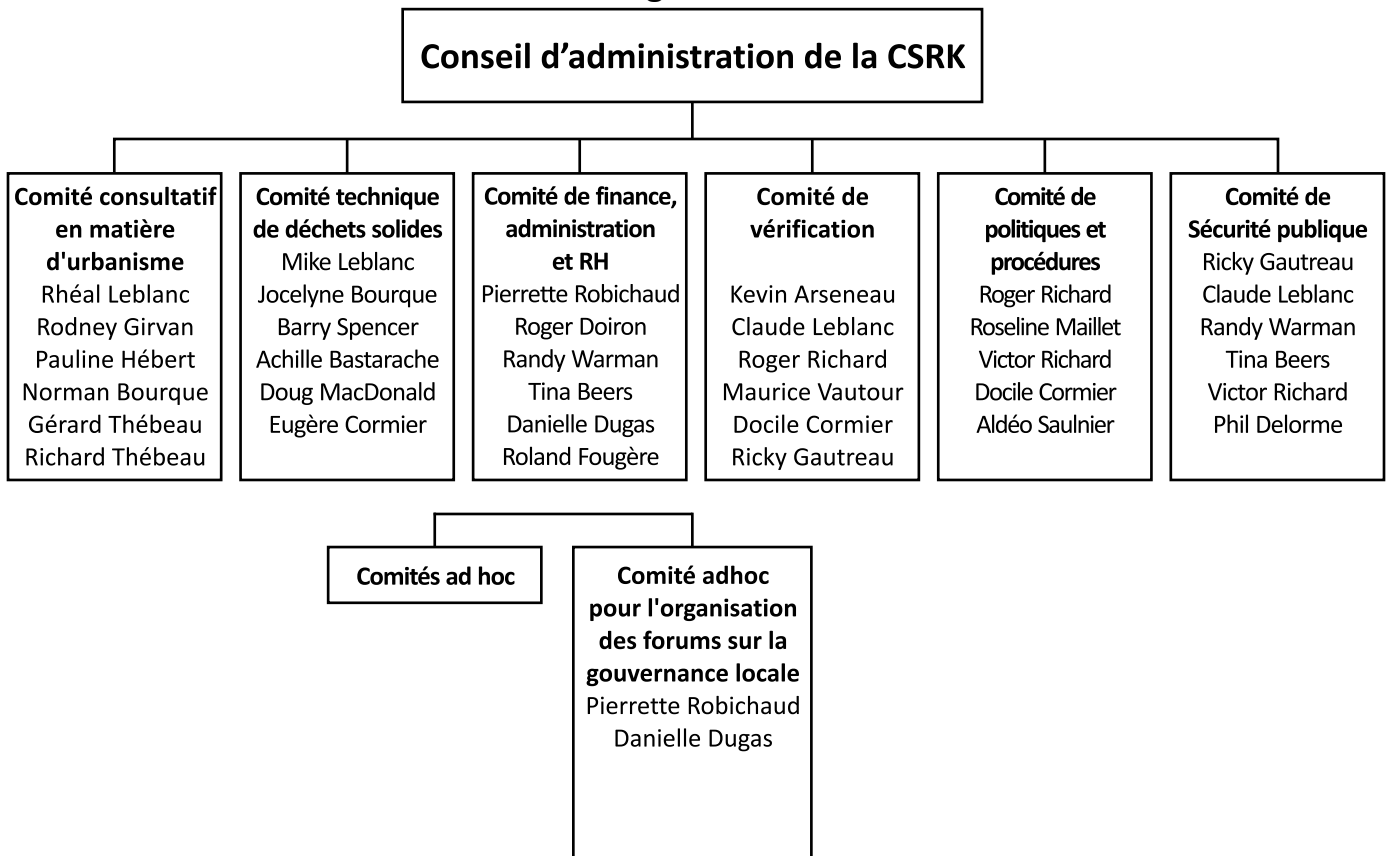 Conseil d’administration de la CSRK
Comité consultatif
en matière
d'urbanisme
Rhéal Leblanc
Rodney Girvan
Pauline Hébert
Norman Bourque
Gérard Thébeau
Richard Thébeau
Comité technique
de déchets solides
Mike Leblanc
Jocelyne Bourque
Barry Spencer
Achille Bastarache
Doug MacDonald
Eugère Cormier
Comité de finance,
administration
et RH
Pierrette Robichaud
Roger Doiron
Randy Warman
Tina Beers
Danielle Dugas
Roland Fougère
Comité de
vérification
Kevin Arseneau
Claude Leblanc
Roger Richard
Maurice Vautour
Docile Cormier
Ricky Gautreau
Comité de
politiques et
procédures
Roger Richard
Roseline Maillet
Victor Richard
Docile Cormier
Aldéo Saulnier
Comité de
Sécurité publique
Ricky Gautreau
Claude Leblanc
Randy Warman
Tina Beers
Victor Richard
Phil Delorme
Comités ad hoc
Comité adhoc
pour l'organisation
des forums sur la
gouvernance locale
Pierrette Robichaud
Danielle Dugas